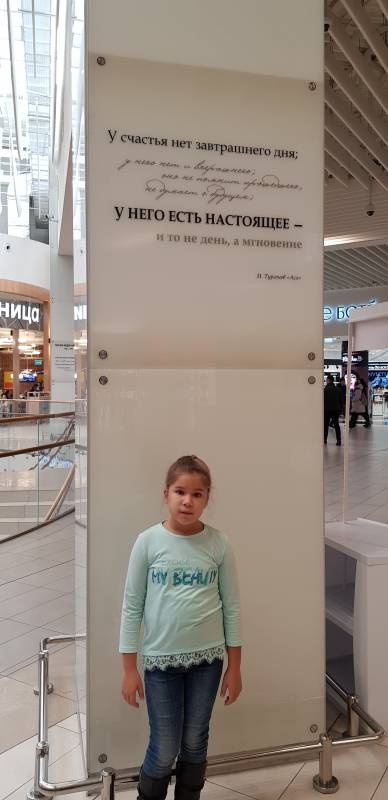 У счастья нет завтрашнего дня;
у него нет и вчерашнего;
оно не помнит прошедшего,
не думает о будущем;
У НЕГО ЕСТЬ НАСТОЯЩЕЕ –
и то не день, а мгновение
И. Тургенев «Ася»
ница
MY BEAUTY